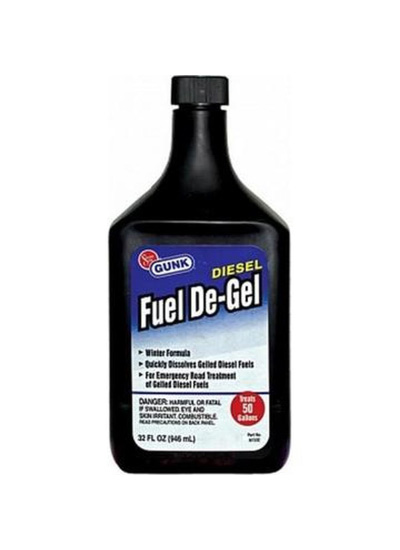 GUNK
DIESEL
Fuel De-Gel
Winter Formula
Quickly Dissolves Gelled Diesel Fuels
For Emergency Road Treatment
of Gelled Diesel Fuels
Treats
50
Gallons
DANGER: HARMFUL OR FATAL
IF SWALLOWED. EYE AND
SKIN IRRITANT. COMBUSTIBLE.
READ PRECAUTIONS ON BACK PANEL.
32 FL OZ (946 mL)
Part No.